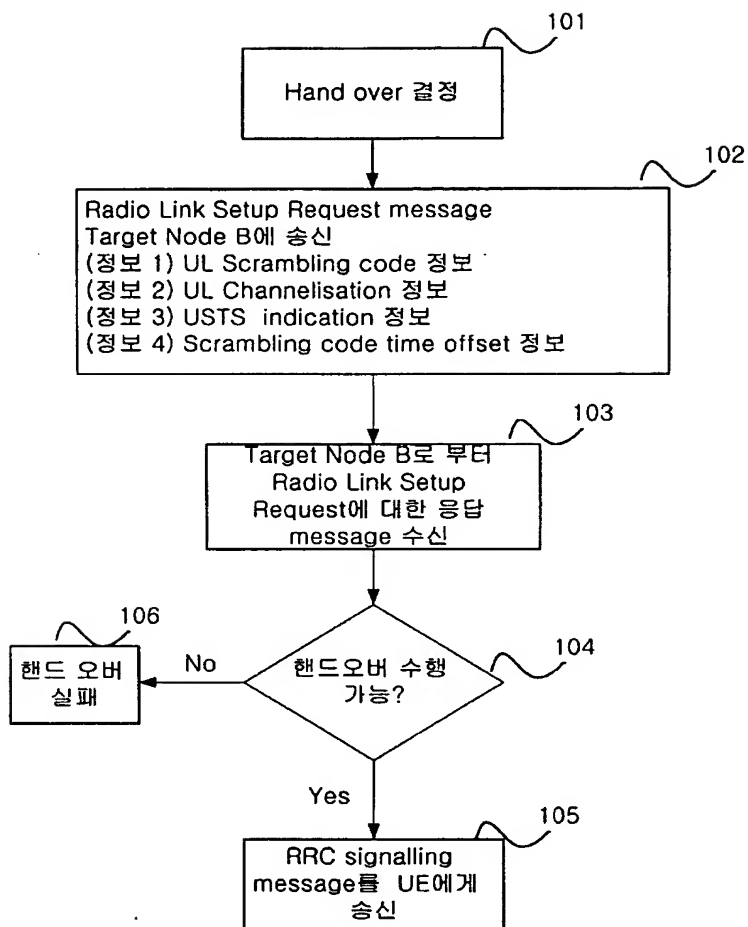 101
Hand over 결정
102
Radio Link Setup Request message
Target Node B에 송신
(정보 1) UL Scrambling code 정보
(정보 2) UL Channelisation 정보
(정보 3) USTS indication 정보
(정보 4) Scrambling code time offset 정보
103
Target Node B로 부터
Radio Link Setup
Request에 대한 응답
message 수신
106
핸드 오버
실패
No
104
핸드오버 수행
가능?
Yes
105
RRC signalling
message를 UE에게
송신